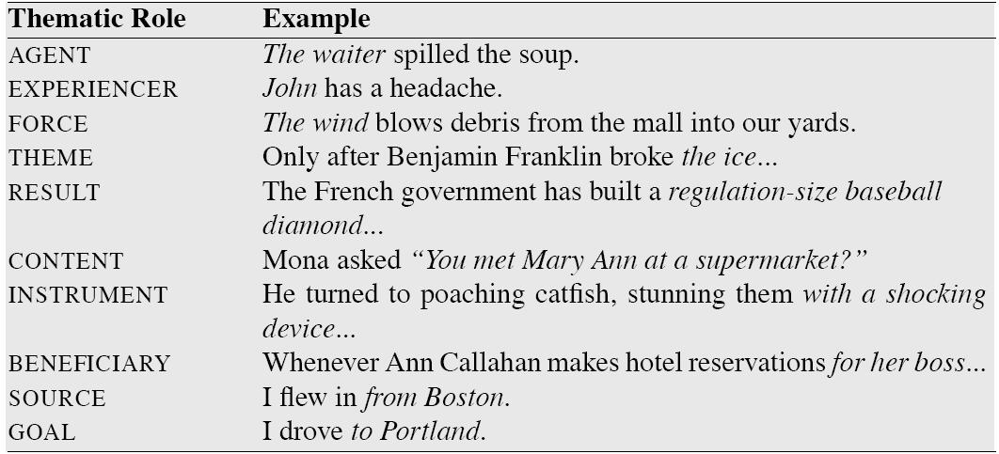 Thematic Role Example
AGENT The waiter spilled the soup.
EXPERIENCER John has a headache.
FORCE The wind blows debris from the mall into our yards.
THEME Only after Benjamin Franklin broke the ice...
RESULT The French government has built a regulation-size baseball
diamond...
CONTENT Mona asked “You met Mary Ann at a supermarket?”
INSTRUMENT He turned to poaching catfish, stunning them with a shocking
device...
BENEFICIARY Whenever Ann Callahan makes hotel reservations for her boss...
SOURCE I flew in from Boston.
GOAL I drove to Portland.